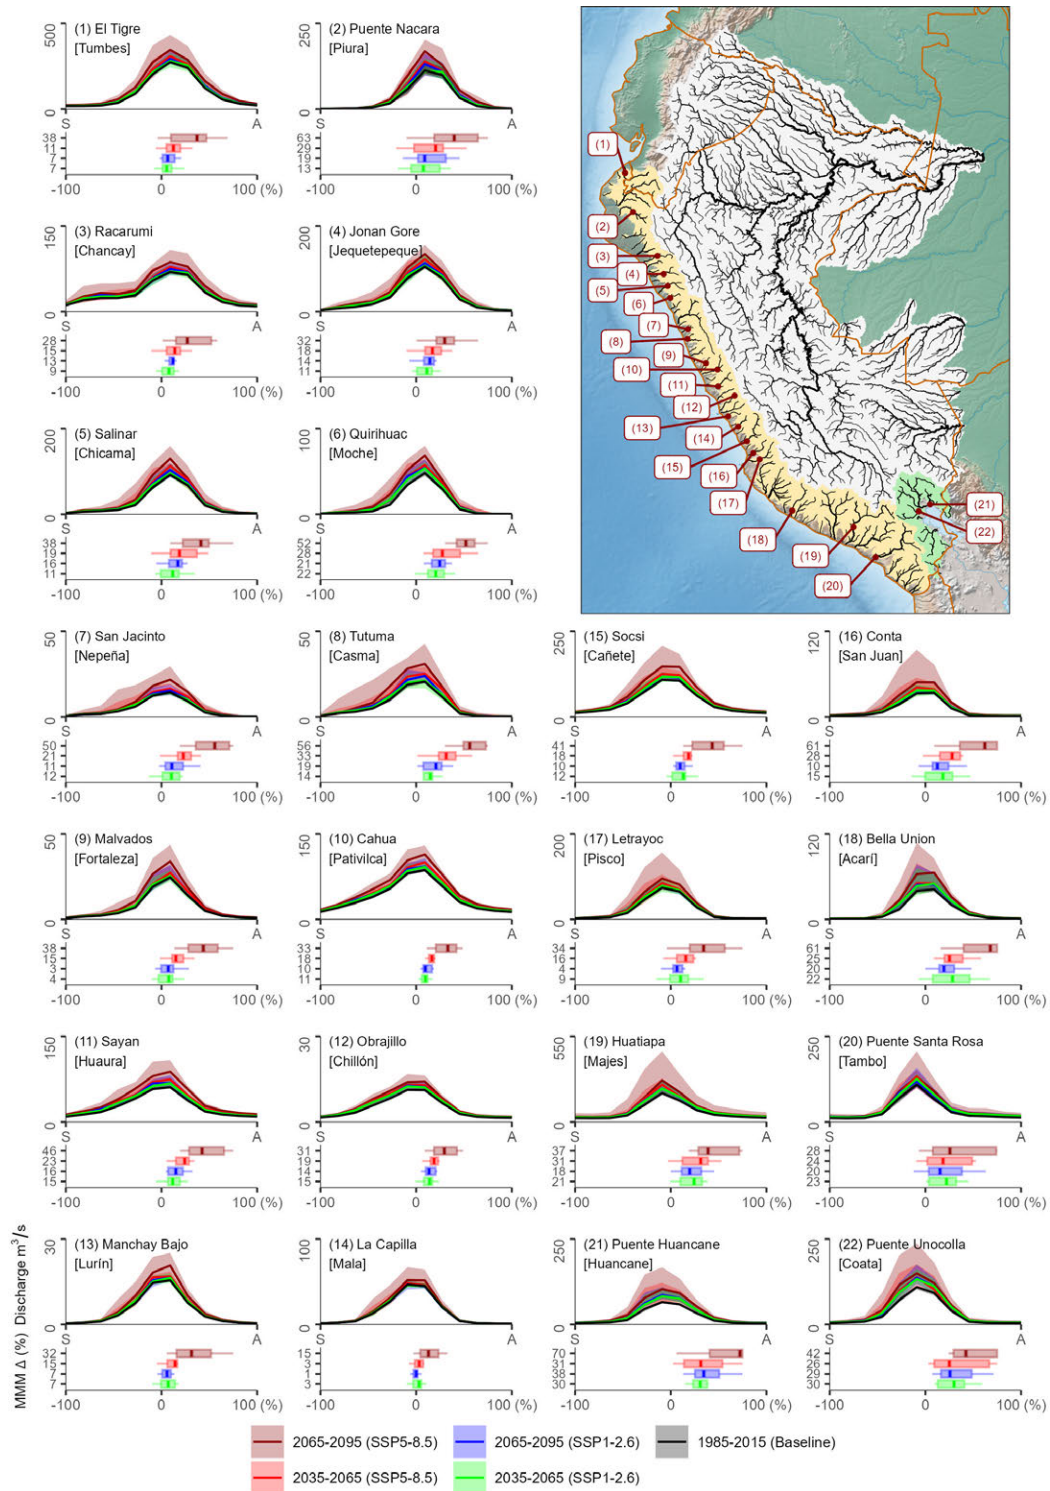 (1) El Tigre
[Tumbes]
500
0
S
A
38
11
7
7
-100
0
100 (%)
(2) Puente Nacara
[Piura]
250
0
S
A
63
29
19
13
-100
0
100 (%)
(3) Racarumi
[Chancay]
150
0
S
A
28
15
13
9
-100
0
100 (%)
(4) Jonan Gore
[Jequetepeque]
200
0
S
A
32
18
14
11
-100
0
100 (%)
(5) Salinar
[Chicama]
200
0
S
A
38
19
16
11
-100
0
100 (%)
(6) Quirihuac
[Moche]
100
0
S
A
52
28
21
22
-100
0
100 (%)
(1)
(2)
(3)
(4)
(5)
(6)
(7)
(8)
(9)
(10)
(11)
(12)
(13)
(14)
(15)
(16)
(17)
(18)
(19)
(20)
(21)
(22)
(7) San Jacinto
[Nepeña]
50
0
S
A
50
21
11
12
-100
0
100 (%)
(8) Tutuma
[Casma]
50
0
S
A
56
33
19
14
-100
0
100 (%)
(15) Socsi
[Cañete]
250
0
S
A
41
18
10
12
-100
0
100 (%)
(16) Conta
[San Juan]
120
0
S
A
61
28
10
15
-100
0
100 (%)
(9) Malvados
[Fortaleza]
50
0
S
A
38
15
3
4
-100
0
100 (%)
(10) Cahua
[Pativilca]
150
0
S
A
33
18
10
11
-100
0
100 (%)
(17) Letrayoc
[Pisco]
200
0
S
A
34
16
4
9
-100
0
100 (%)
(18) Bella Union
[Acarí]
120
0
S
A
61
25
20
22
-100
0
100 (%)
(11) Sayan
[Huaura]
150
0
S
A
46
23
16
15
-100
0
100 (%)
(12) Obrajillo
[Chillón]
30
0
S
A
31
19
14
15
-100
0
100 (%)
(19) Huatiapa
[Majes]
550
0
S
A
37
31
18
21
-100
0
100 (%)
(20) Puente Santa Rosa
[Tambo]
250
0
S
A
28
24
20
23
-100
0
100 (%)
MMM Δ (%) Discharge m³/s
(13) Manchay Bajo
[Lurín]
30
0
S
A
32
15
7
7
-100
0
100 (%)
(14) La Capilla
[Mala]
100
0
S
A
15
3
1
3
-100
0
100 (%)
(21) Puente Huancane
[Huancane]
250
0
S
A
70
31
38
30
-100
0
100 (%)
(22) Puente Unocolla
[Coata]
250
0
S
A
42
26
29
30
-100
0
100 (%)
2065-2095 (SSP5-8.5)
2065-2095 (SSP1-2.6)
1985-2015 (Baseline)
2035-2065 (SSP5-8.5)
2035-2065 (SSP1-2.6)